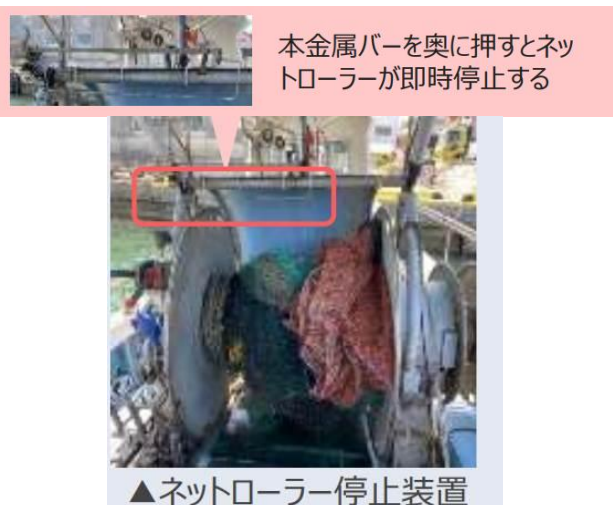 本金属バーを奥に押すとネッ
トローラーが即時停止する
▲ネットローラー停止装置